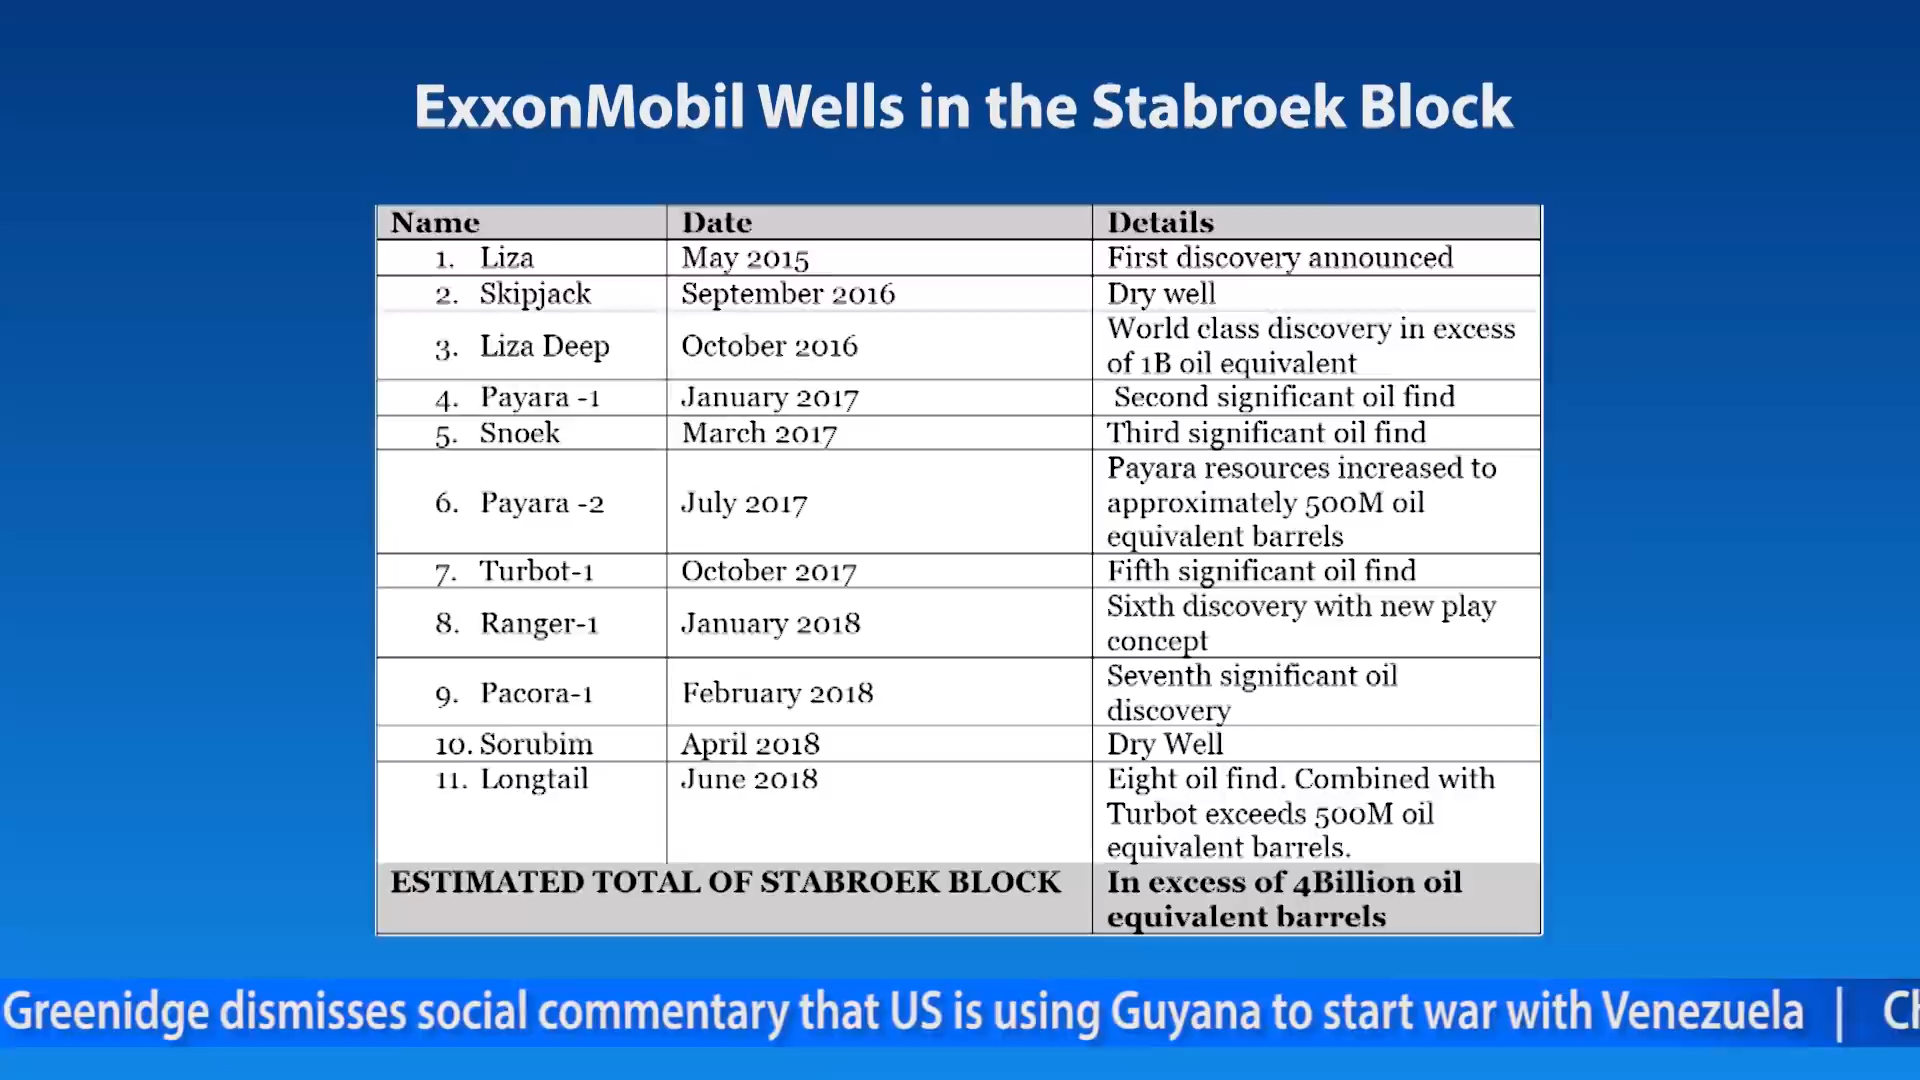 ExxonMobil Wells in the Stabroek Block
Name Date Details
1. Liza May 2015 First discovery announced
2. Skipjack September 2016 Dry well
3. Liza Deep October 2016 World class discovery in excess
of 1B oil equivalent
4. Payara -1 January 2017 Second significant oil find
5. Snoek March 2017 Third significant oil find
6. Payara -2 July 2017 Payara resources increased to
approximately 500M oil
equivalent barrels
7. Turbot-1 October 2017 Fifth significant oil find
8. Ranger-1 January 2018 Sixth discovery with new play
concept
9. Pacora-1 February 2018 Seventh significant oil
discovery
10. Sorubim April 2018 Dry Well
11. Longtail June 2018 Eight oil find. Combined with
Turbot exceeds 500M oil
equivalent barrels.
ESTIMATED TOTAL OF STABROEK BLOCK In excess of 4Billion oil
equivalent barrels
Greenidge dismisses social commentary that US is using Guyana to start war with Venezuela |